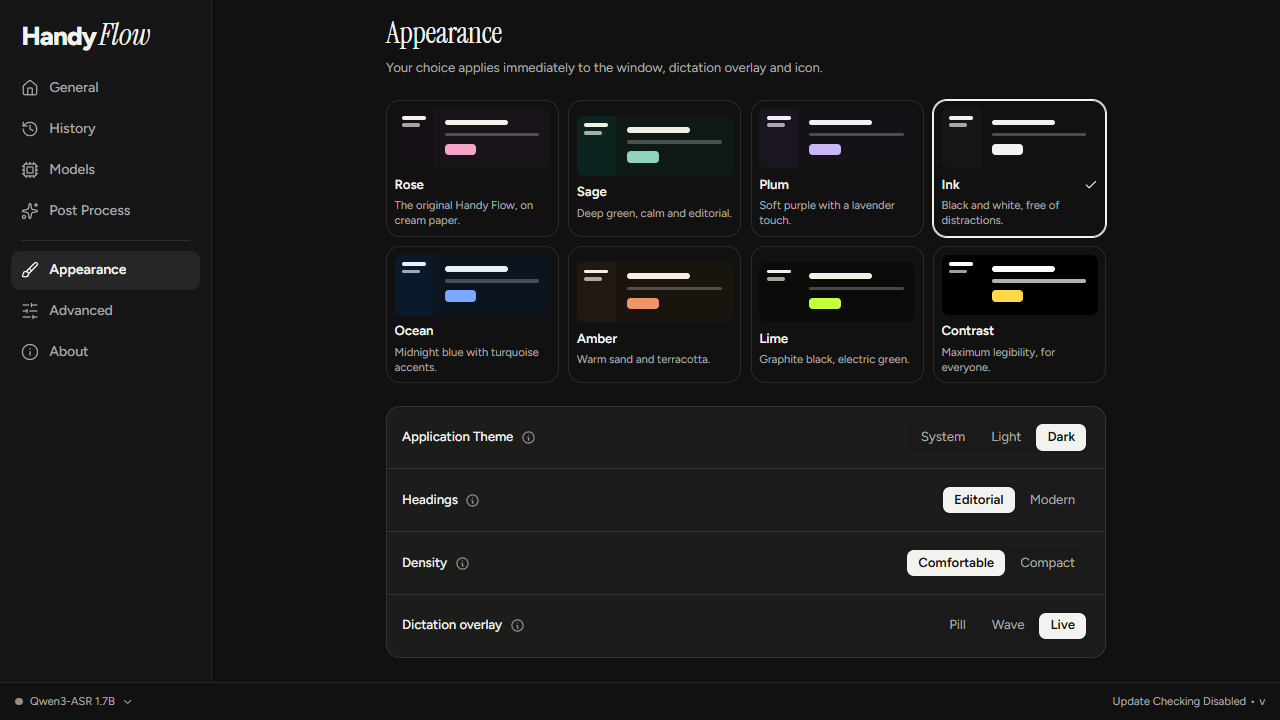 Handy Flow
General
History
Models
Post Process
Appearance
Advanced
About
Appearance
Your choice applies immediately to the window, dictation overlay and icon.
Rose
The original Handy Flow, on
cream paper.
Sage
Deep green, calm and editorial.
Plum
Soft purple with a lavender
touch.
Ink
Black and white, free of
distractions.
Ocean
Midnight blue with turquoise
accents.
Amber
Warm sand and terracotta.
Lime
Graphite black, electric green.
Contrast
Maximum legibility, for
everyone.
Application Theme
System Light Dark
Headings
Editorial Modern
Density
Comfortable Compact
Dictation overlay
Pill Wave Live
Qwen3-ASR 1.7B
Update Checking Disabled • v